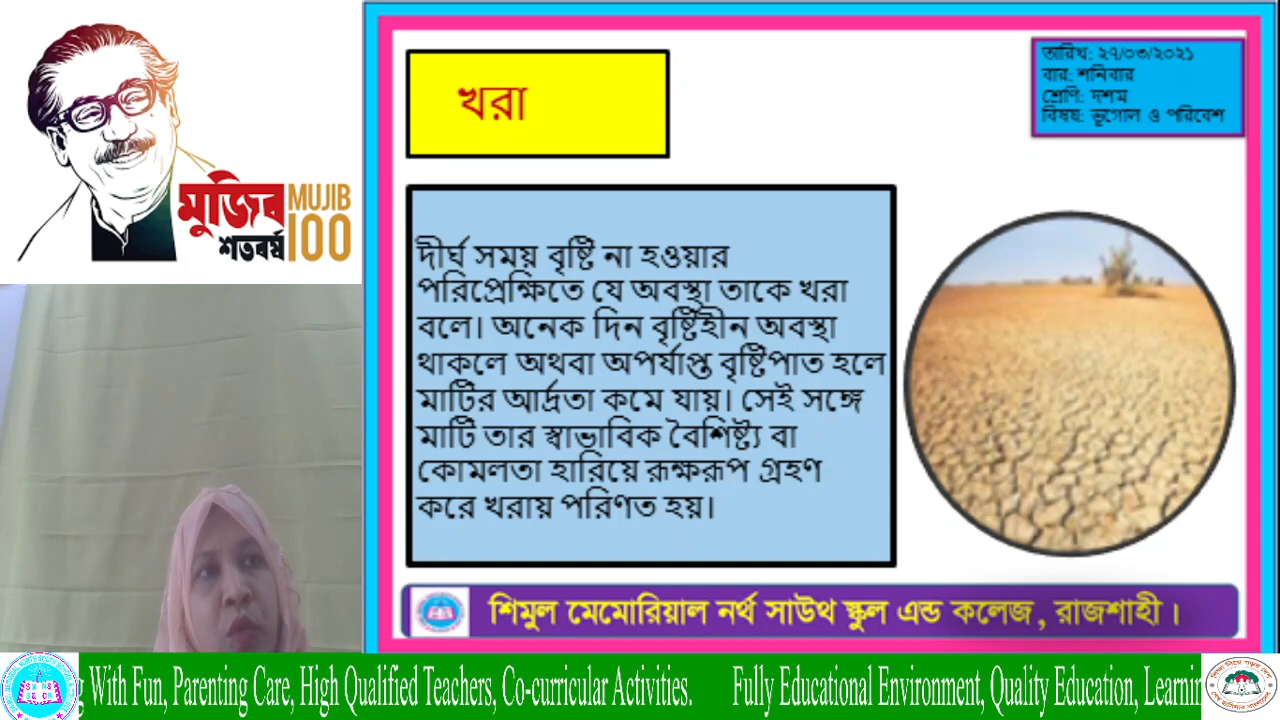 মুজিব
শতবর্ষ
MUJIB
100
খরা
তারিখ: ২৭/০৩/২০২১
বার: শনিবার
শ্রেণি: দশম
বিষয়: ভূগোল ও পরিবেশ
দীর্ঘ সময় বৃষ্টি না হওয়ার
পরিপ্রেক্ষিতে যে অবস্থা তাকে খরা
বলে। অনেক দিন বৃষ্টিহীন অবস্থা
থাকলে অথবা অপর্যাপ্ত বৃষ্টিপাত হলে
মাটির আর্দ্রতা কমে যায়। সেই সঙ্গে
মাটি তার স্বাভাবিক বৈশিষ্ট্য বা
কোমলতা হারিয়ে রূক্ষরূপ গ্রহণ
করে খরায় পরিণত হয়।
শিমুল মেমোরিয়াল নর্থ সাউথ স্কুল এন্ড কলেজ, রাজশাহী।
g With Fun, Parenting Care, High Qualified Teachers, Co-curricular Activities. Fully Educational Environment, Quality Education, Learnin